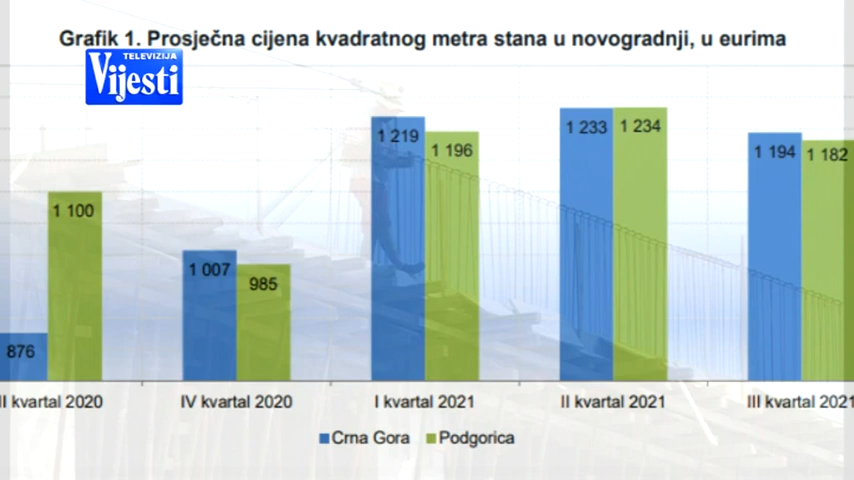 Grafik 1. Prosječna cijena kvadratnog metra stana u novogradnji, u eurima
TELEVIZIJA
Vijesti
1 219
1 196
1 233
1 234
1 194
1 182
1 100
1 007
985
876
II kvartal 2020
IV kvartal 2020
I kvartal 2021
II kvartal 2021
III kvartal 2021
Crna Gora
Podgorica